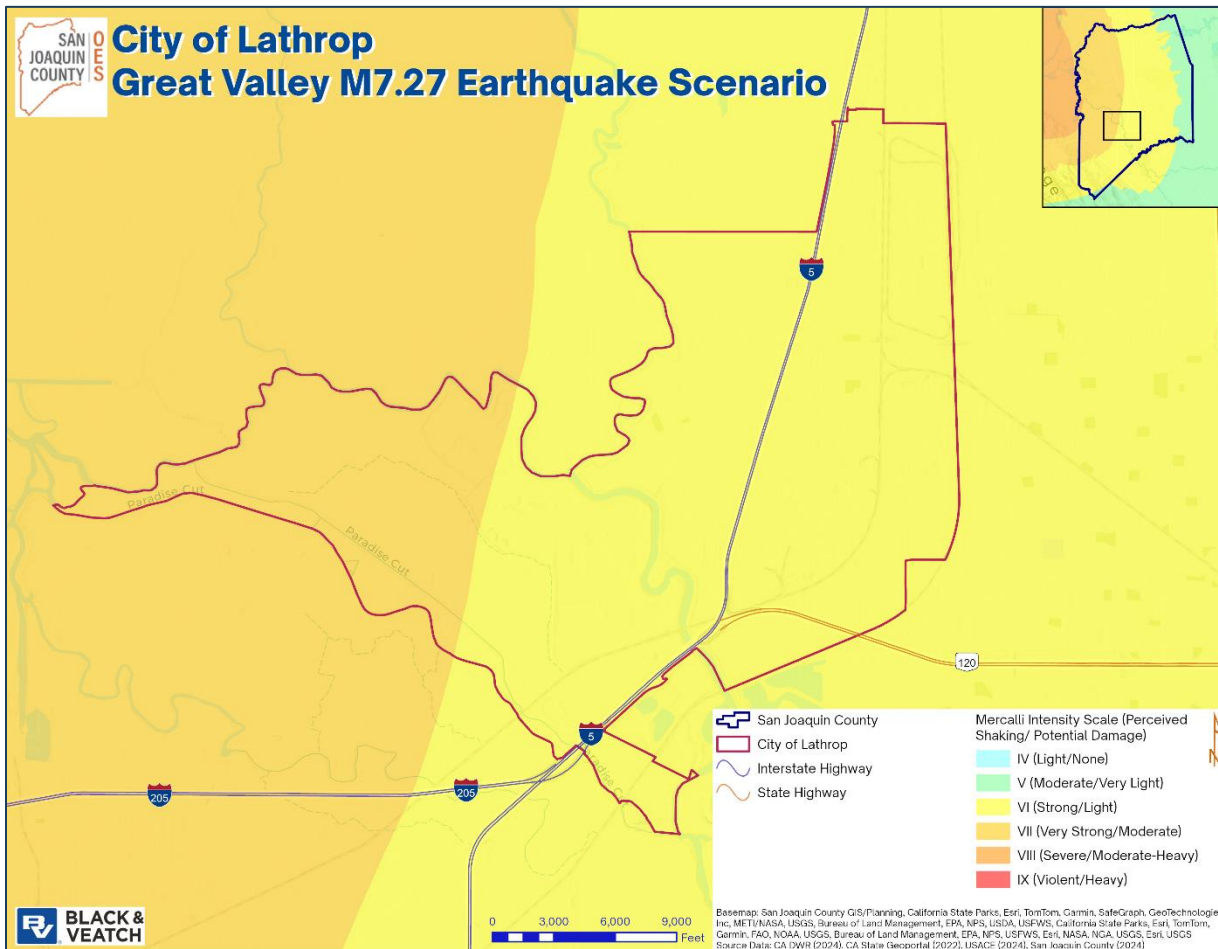 SAN
JOAQUIN
COUNTY
OES
City of Lathrop
Great Valley M7.27 Earthquake Scenario
5
Paradise Cut
Paradise Cut
120
5
Paradise Cut
205
205
San Joaquin County
City of Lathrop
Interstate Highway
State Highway
Mercalli Intensity Scale (Perceived
Shaking/ Potential Damage)
IV (Light/None)
V (Moderate/Very Light)
VI (Strong/Light)
VII (Very Strong/Moderate)
VIII (Severe/Moderate-Heavy)
IX (Violent/Heavy)
BV BLACK &
VEATCH
0 3,000 6,000 9,000
Feet
Basemap: San Joaquin County GIS/Planning, California State Parks, Esri, TomTom, Garmin, SafeGraph, GeoTechnologie
Inc, METI/NASA, USGS, Bureau of Land Management, EPA, NPS, USDA, USFWS, California State Parks, Esri, TomTom,
Garmin, FAO, NOAA, USGS, Bureau of Land Management, EPA, NPS, USFWS, Esri, NASA, NGA, USGS, Esri, USGS
Source Data: CA DWR (2024), CA State Geoportal (2022), USACE (2024), San Joaquin County (2024)